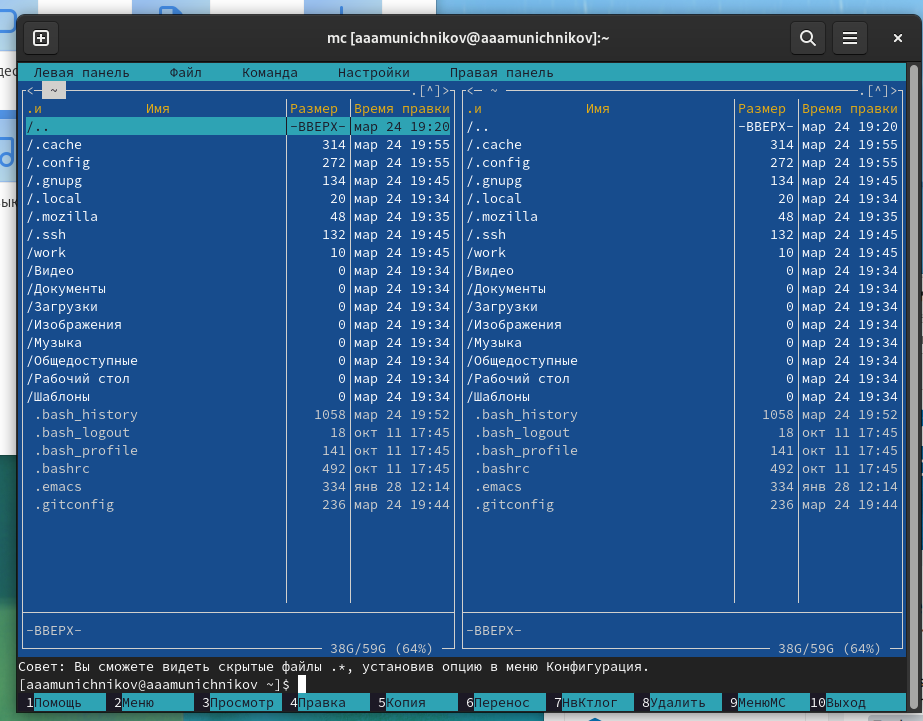 mc [aaamunichnikov@aaamunichnikov]:~
Левая панель Файл Команда Настройки Правая панель
<─ ~ .[^]> <─ ~ .[^]>
.и Имя Размер Время правки .и Имя Размер Время правки
/.. -ВВЕРХ- мар 24 19:20 /.. -ВВЕРХ- мар 24 19:20
/.cache 314 мар 24 19:55 /.cache 314 мар 24 19:55
/.config 272 мар 24 19:55 /.config 272 мар 24 19:55
/.gnupg 134 мар 24 19:45 /.gnupg 134 мар 24 19:45
/.local 20 мар 24 19:34 /.local 20 мар 24 19:34
/.mozilla 48 мар 24 19:35 /.mozilla 48 мар 24 19:35
/.ssh 132 мар 24 19:45 /.ssh 132 мар 24 19:45
/work 10 мар 24 19:45 /work 10 мар 24 19:45
/Видео 0 мар 24 19:34 /Видео 0 мар 24 19:34
/Документы 0 мар 24 19:34 /Документы 0 мар 24 19:34
/Загрузки 0 мар 24 19:34 /Загрузки 0 мар 24 19:34
/Изображения 0 мар 24 19:34 /Изображения 0 мар 24 19:34
/Музыка 0 мар 24 19:34 /Музыка 0 мар 24 19:34
/Общедоступные 0 мар 24 19:34 /Общедоступные 0 мар 24 19:34
/Рабочий стол 0 мар 24 19:34 /Рабочий стол 0 мар 24 19:34
/Шаблоны 0 мар 24 19:34 /Шаблоны 0 мар 24 19:34
.bash_history 1058 мар 24 19:52 .bash_history 1058 мар 24 19:52
.bash_logout 18 окт 11 17:45 .bash_logout 18 окт 11 17:45
.bash_profile 141 окт 11 17:45 .bash_profile 141 окт 11 17:45
.bashrc 492 окт 11 17:45 .bashrc 492 окт 11 17:45
.emacs 334 янв 28 12:14 .emacs 334 янв 28 12:14
.gitconfig 236 мар 24 19:44 .gitconfig 236 мар 24 19:44
-ВВЕРХ- -ВВЕРХ-
38G/59G (64%) 38G/59G (64%)
Совет: Вы сможете видеть скрытые файлы .*, установив опцию в меню Конфигурация.
[aaamunichnikov@aaamunichnikov ~]$
1Помощь 2Меню 3Просмотр 4Правка 5Копия 6Перенос 7НвКтлог 8Удалить 9МенюМС 10Выход